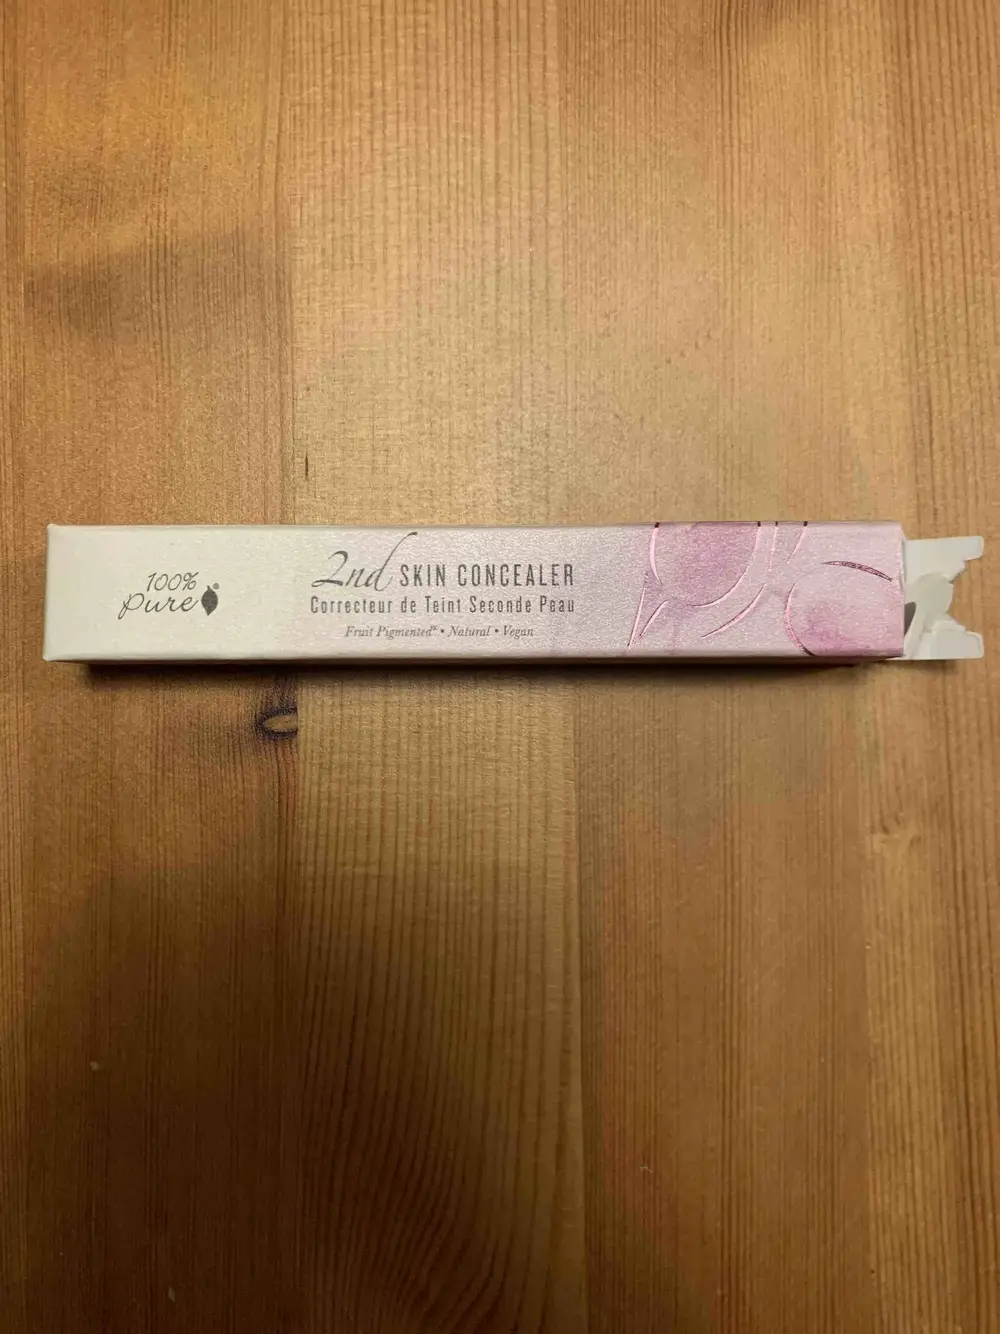 100%
Pure
2nd SKIN CONCEALER
Correcteur de Teint Seconde Peau
Fruit Pigmented® • Natural • Vegan